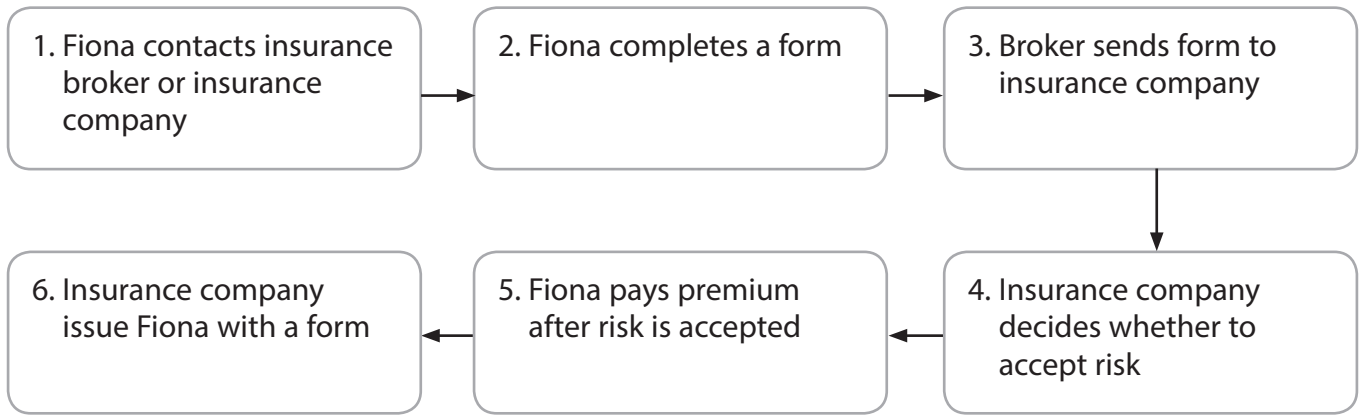 1. Fiona contacts insurance
broker or insurance
company
2. Fiona completes a form
3. Broker sends form to
insurance company
4. Insurance company
decides whether to
accept risk
5. Fiona pays premium
after risk is accepted
6. Insurance company
issue Fiona with a form